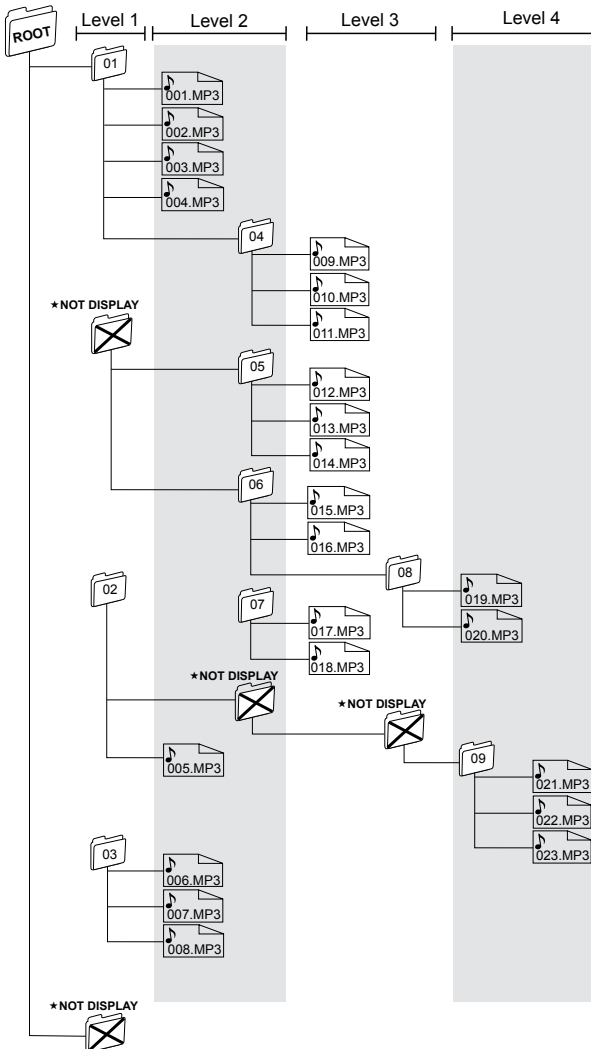 ROOT
Level 1
Level 2
Level 3
Level 4
01
001.MP3
002.MP3
003.MP3
004.MP3
04
009.MP3
010.MP3
011.MP3
★NOT DISPLAY
05
012.MP3
013.MP3
014.MP3
06
015.MP3
016.MP3
08
019.MP3
020.MP3
02
07
017.MP3
018.MP3
★NOT DISPLAY
★NOT DISPLAY
09
021.MP3
022.MP3
023.MP3
005.MP3
03
006.MP3
007.MP3
008.MP3
★NOT DISPLAY